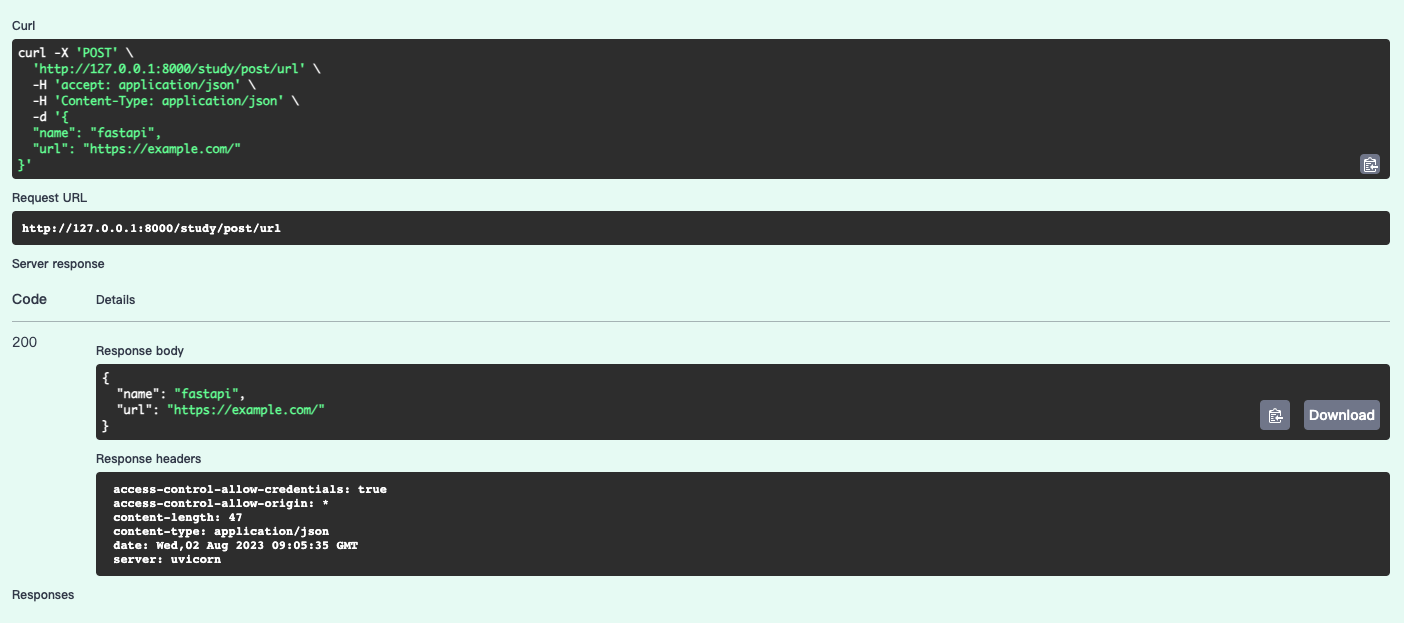 Curl
curl -X 'POST' \
  'http://127.0.0.1:8000/study/post/url' \
  -H 'accept: application/json' \
  -H 'Content-Type: application/json' \
  -d '{
  "name": "fastapi",
  "url": "https://example.com/"
}'
Request URL
http://127.0.0.1:8000/study/post/url
Server response
Code Details
200
Response body
{
  "name": "fastapi",
  "url": "https://example.com/"
}
Download
Response headers
access-control-allow-credentials: true
access-control-allow-origin: *
content-length: 47
content-type: application/json
date: Wed,02 Aug 2023 09:05:35 GMT
server: uvicorn
Responses